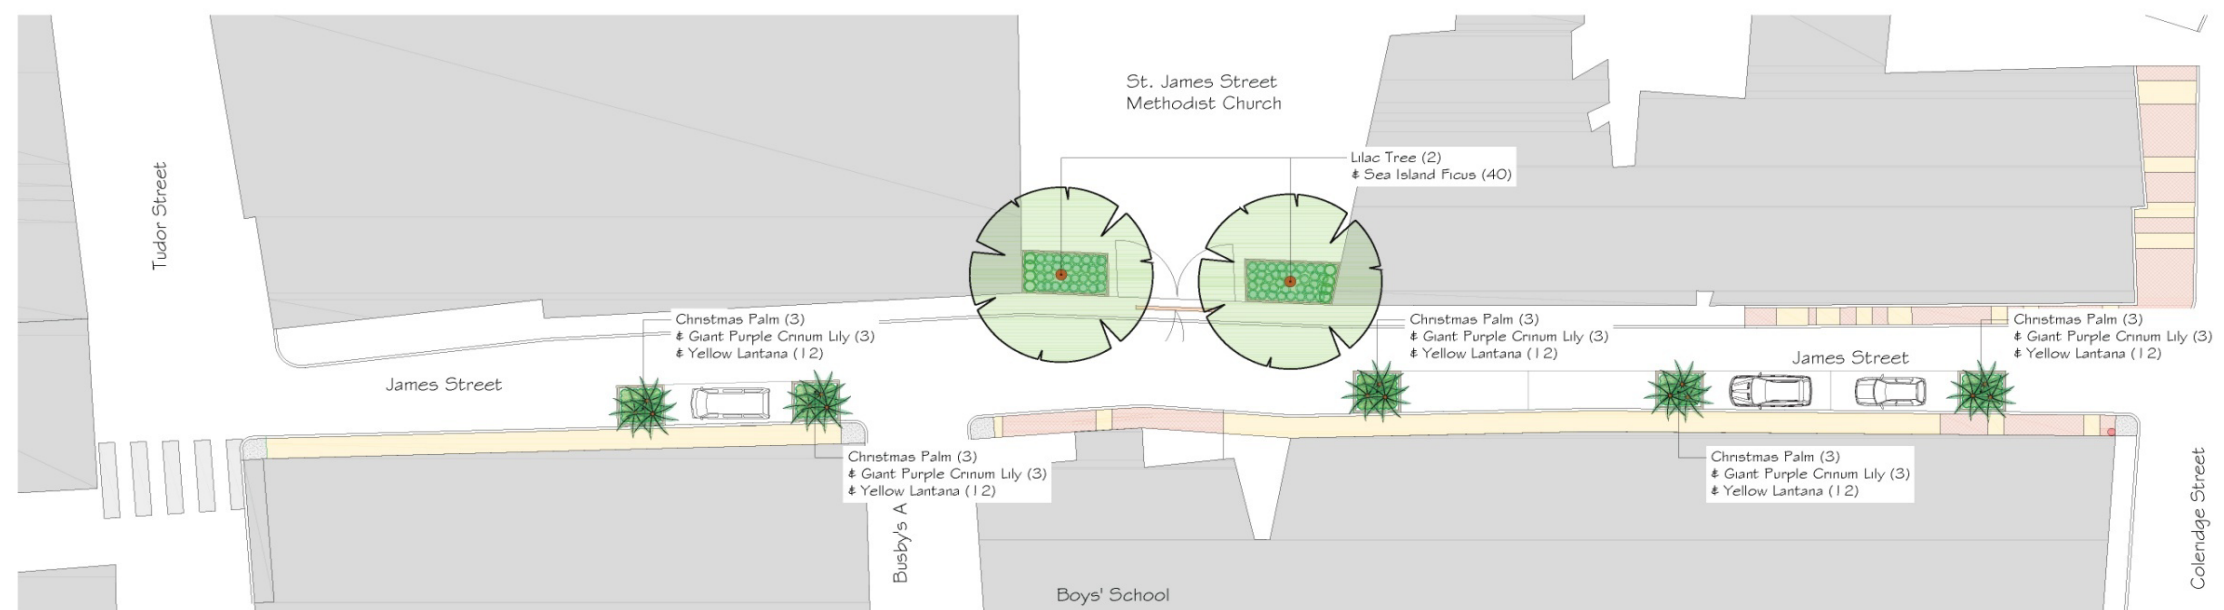 St. James Street
Methodist Church
Lilac Tree (2)
& Sea Island Ficus (40)
Tudor Street
Christmas Palm (3)
& Giant Purple Crinum Lily (3)
& Yellow Lantana (12)
Christmas Palm (3)
& Giant Purple Crinum Lily (3)
& Yellow Lantana (12)
Christmas Palm (3)
& Giant Purple Crinum Lily (3)
& Yellow Lantana (12)
James Street
James Street
Christmas Palm (3)
& Giant Purple Crinum Lily (3)
& Yellow Lantana (12)
Christmas Palm (3)
& Giant Purple Crinum Lily (3)
& Yellow Lantana (12)
Busby's A
Coleridge Street
Boys' School